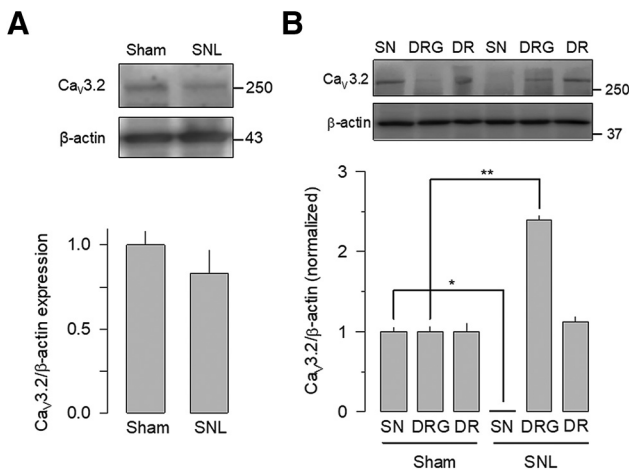 A
Sham SNL
CaV3.2
250
β-actin
43
CaV3.2/β-actin expression
1.0
0.5
0.0
Sham SNL
B
SN DRG DR SN DRG DR
CaV3.2
250
β-actin
37
CaV3.2/β-actin (normalized)
3
**
2
*
1
0
SN DRG DR SN DRG DR
Sham SNL